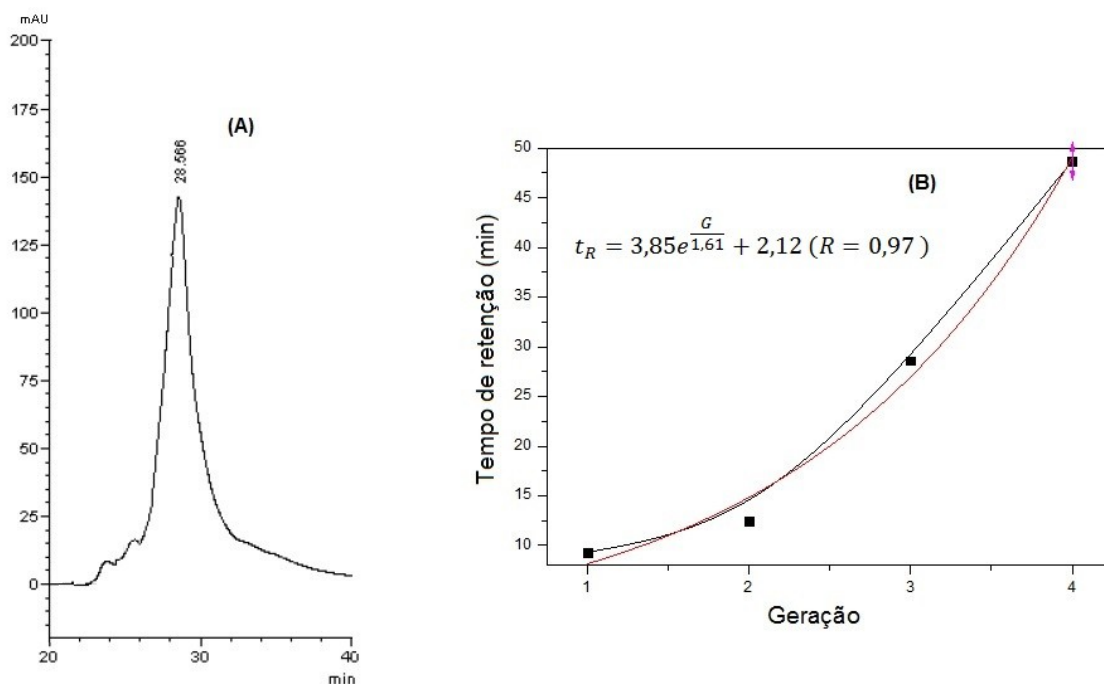 mAU
200
175
150
125
100
75
50
25
0
20 30 40
min
(A)
28.566
(B)
t_R = 3,85e^{G/1,61} + 2,12 (R = 0,97 )
Tempo de retenção (min)
50
45
40
35
30
25
20
15
10
1 2 3 4
Geração